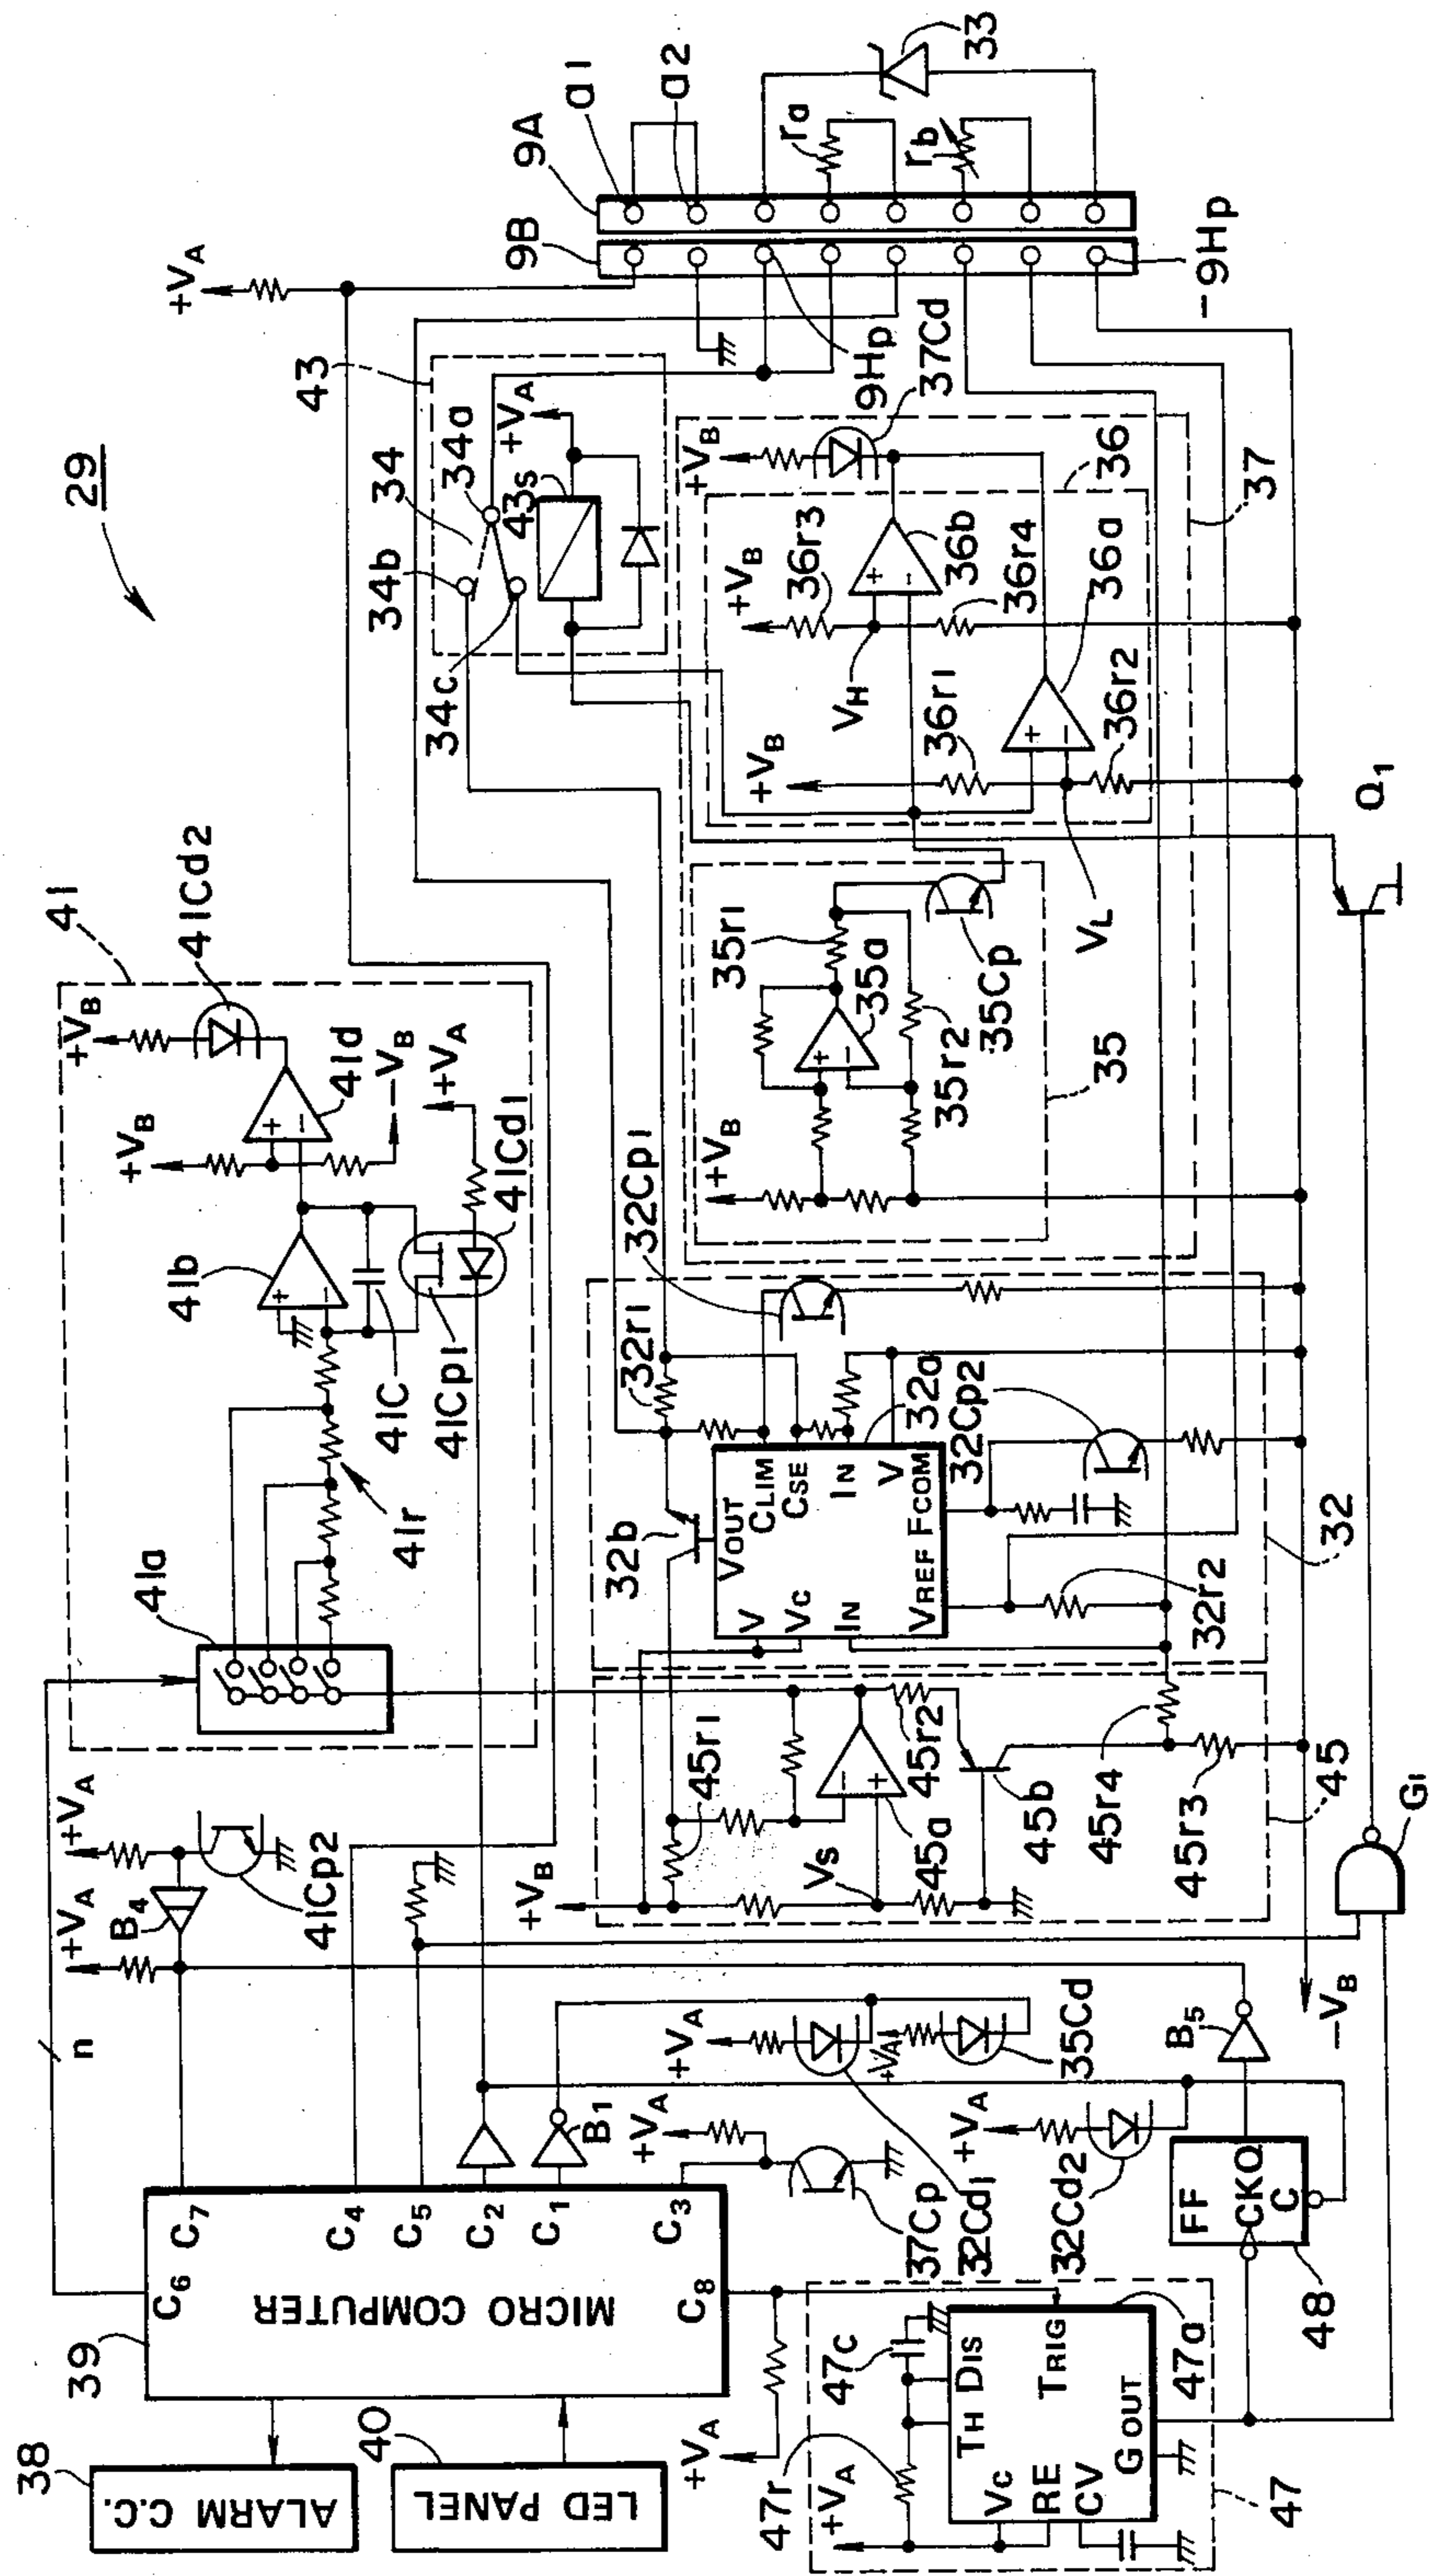 29
+VA
9B
9A
a1
a2
ra
rb
33
9Hp
-9Hp
43
34
34a
34b
34c
43s
+VA
41
41Cd2
+VB
+VB
41d
-VB
+VA
41Cd1
41b
41C
41Cp1
41r
41a
+VB
37Cd
36
37
+VB
36r3
36b
36r4
36a
VH
36r1
36r2
+VB
VL
Q1
35r1
35a
35Cp
35r2
35
+VB
32Cp1
32r1
32b
VOUT
CLIM
CSE
IN
V
V
VC
IN
VREF
FCOM
32a
32Cp2
32r2
32
45r1
45a
45r2
45b
45r4
45r3
45
+VB
VS
G1
-VB
+VA
41Cp2
B4
+VA
n
C6
C7
C4
C5
C2
C1
C3
C8
MICRO COMPUTER
39
38
ALARM C.C.
40
LED PANEL
B1
+VA
37Cp
+VA
32Cd1
+VA
35Cd
+VA
32Cd2
B5
FF
CK
Q
C
48
+VA
47r
+VA
47c
TH
DIS
TRIG
VC
RE
CV
G
OUT
47a
47